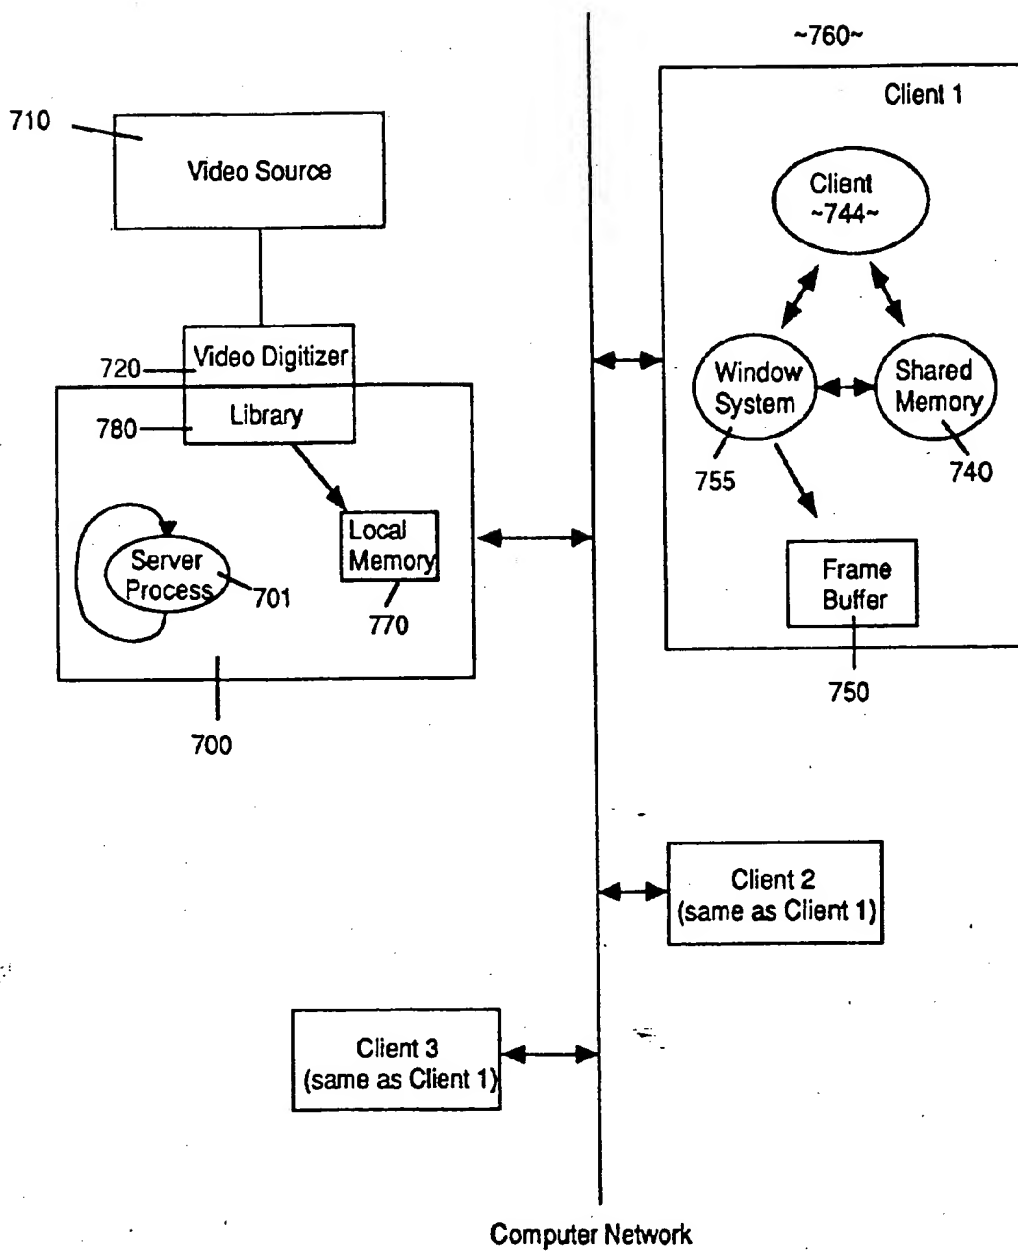 ~760~
Client 1
710
Video Source
Client
~744~
720
Video Digitizer
Library
780
Window
System
Shared
Memory
755
740
Local
Memory
Server
Process
701
770
Frame
Buffer
700
750
Client 2
(same as Client 1)
Client 3
(same as Client 1)
Computer Network